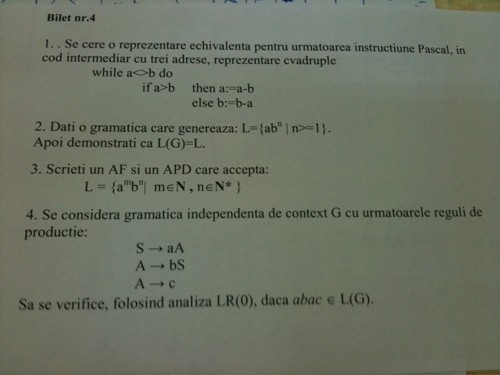 Bilet nr.4
1. . Se cere o reprezentare echivalenta pentru urmatoarea instructiune Pascal, in
cod intermediar cu trei adrese, reprezentare cvadruple
while a<>b do
if a>b then a:=a-b
else b:=b-a
2. Dati o gramatica care genereaza: L={abⁿ | n>=1}.
Apoi demonstrati ca L(G)=L.
3. Scrieti un AF si un APD care accepta:
L = {aᵐbⁿ| m∈N , n∈N* }
4. Se considera gramatica independenta de context G cu urmatoarele reguli de
productie:
S → aA
A → bS
A → c
Sa se verifice, folosind analiza LR(0), daca abac ∈ L(G).